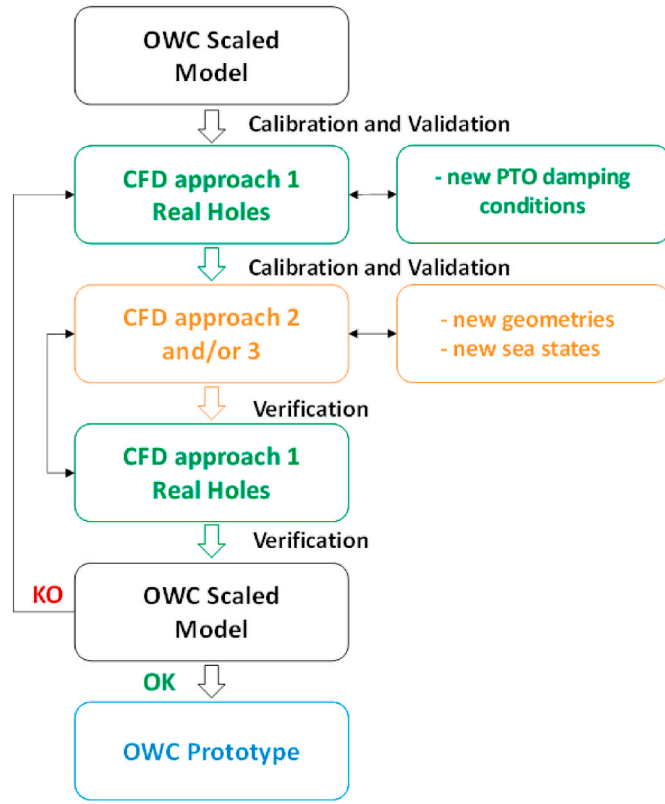 OWC Scaled
Model
Calibration and Validation
CFD approach 1
Real Holes
- new PTO damping
conditions
Calibration and Validation
CFD approach 2
and/or 3
- new geometries
- new sea states
Verification
CFD approach 1
Real Holes
Verification
KO
OWC Scaled
Model
OK
OWC Prototype